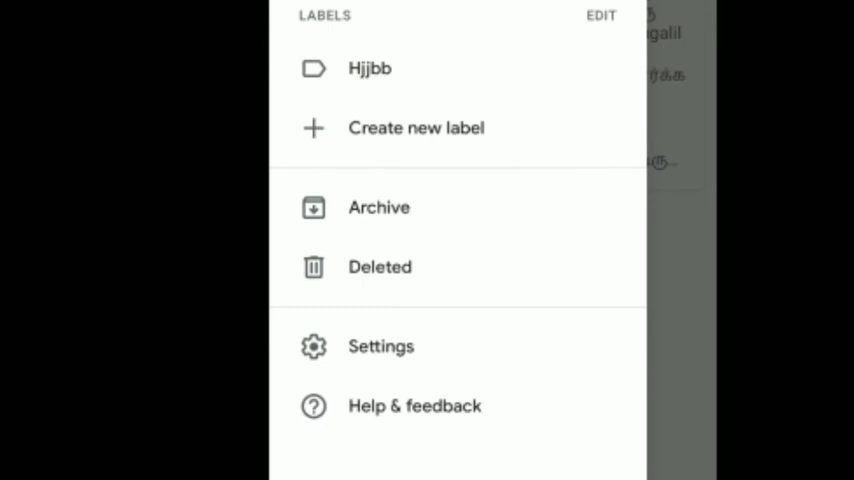 LABELS EDIT
Hjjbb
Create new label
Archive
Deleted
Settings
Help & feedback